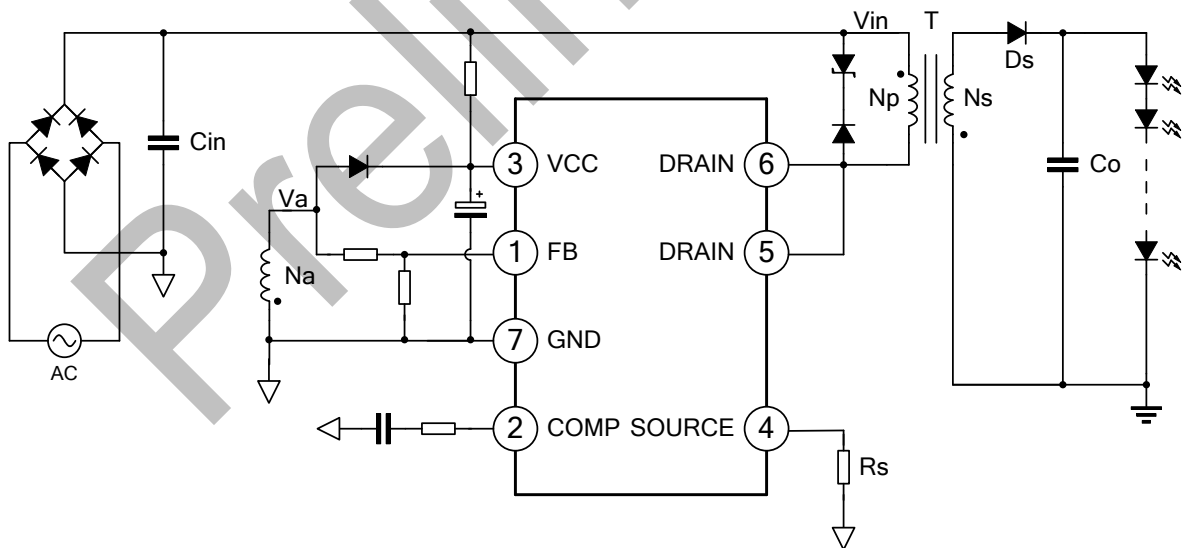 Prelim
Vin T
Ds
Np Ns
Cin
3 VCC DRAIN 6
Co
Va
+
1 FB DRAIN 5
Na
7 GND
AC
2 COMP SOURCE 4
Rs